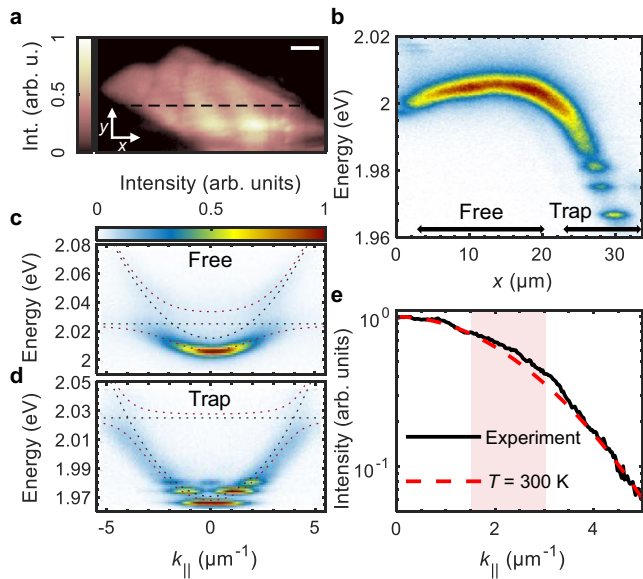 a
b
1
0.5
0
Int. (arb. u.)
y
x
2.02
2
1.98
1.96
Energy (eV)
Free
Trap
0
10
20
30
x (μm)
Intensity (arb. units)
0
0.5
1
c
2.08
2.06
2.04
2.02
2
Energy (eV)
Free
d
2.05
2.03
2.01
1.99
1.97
Energy (eV)
Trap
-5
0
5
k|| (μm⁻¹)
e
10⁰
10⁻¹
Intensity (arb. units)
Experiment
T = 300 K
0
2
4
k|| (μm⁻¹)